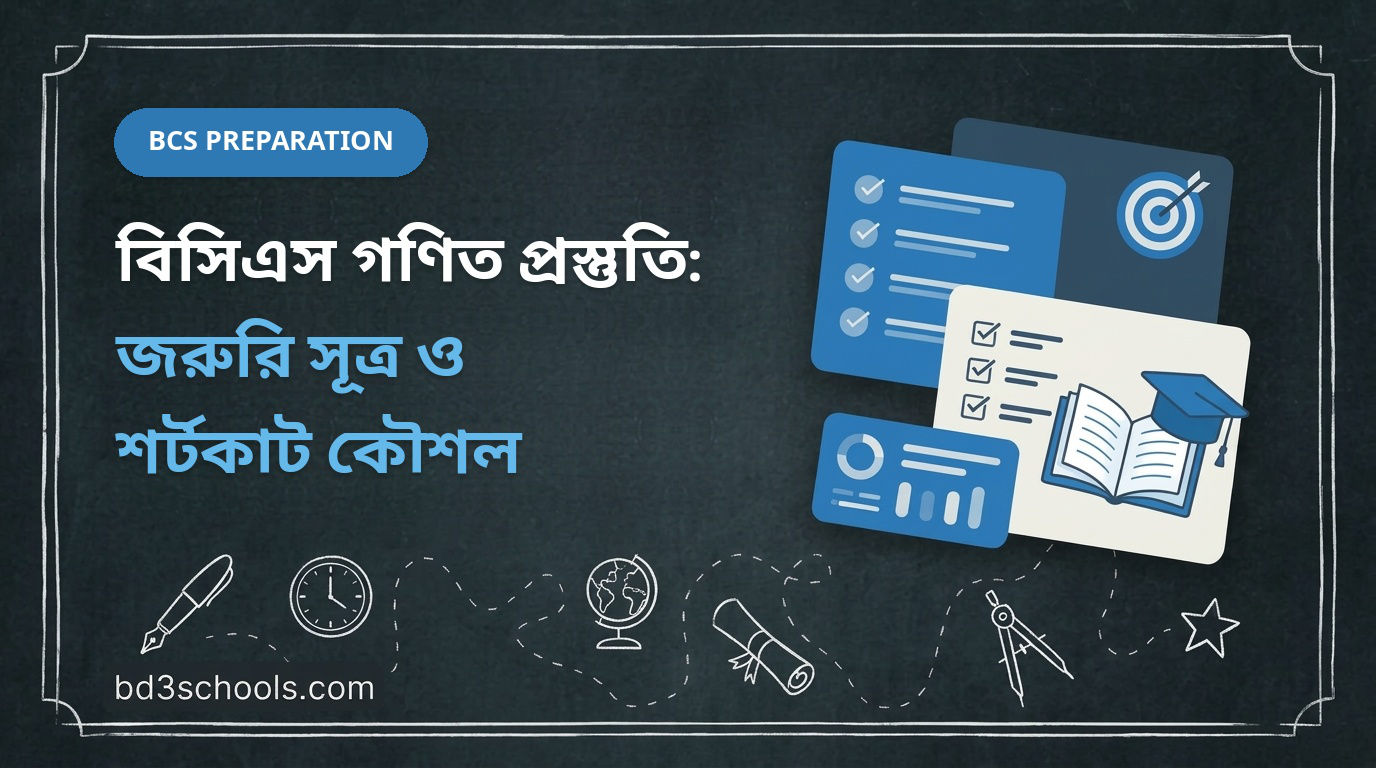 BCS PREPARATION
বিসিএস গণিত প্রস্তুতি:
জরুরি সূত্র ও
শর্টকাট কৌশল
bd3schools.com